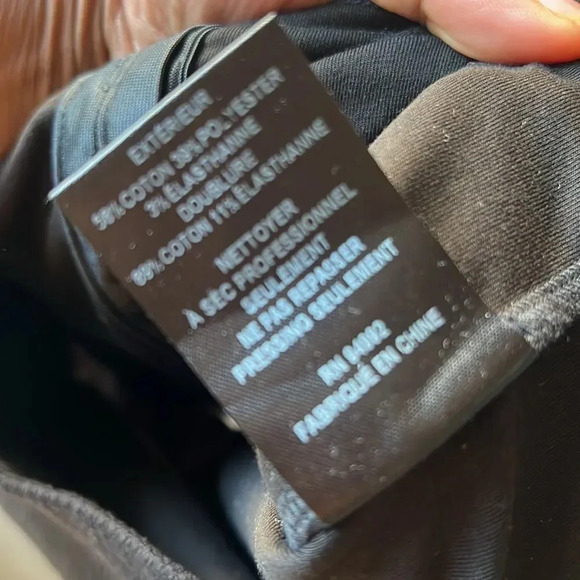 EXTÉRIEUR
58% COTON 39% POLYESTER
3% ÉLASTHANNE
DOUBLURE
89% COTON 11% ÉLASTHANNE
NETTOYER
À SEC PROFESSIONNEL
SEULEMENT
NE PAS REPASSER
PRESSING SEULEMENT
RN
FABRIQUÉ EN CHINE